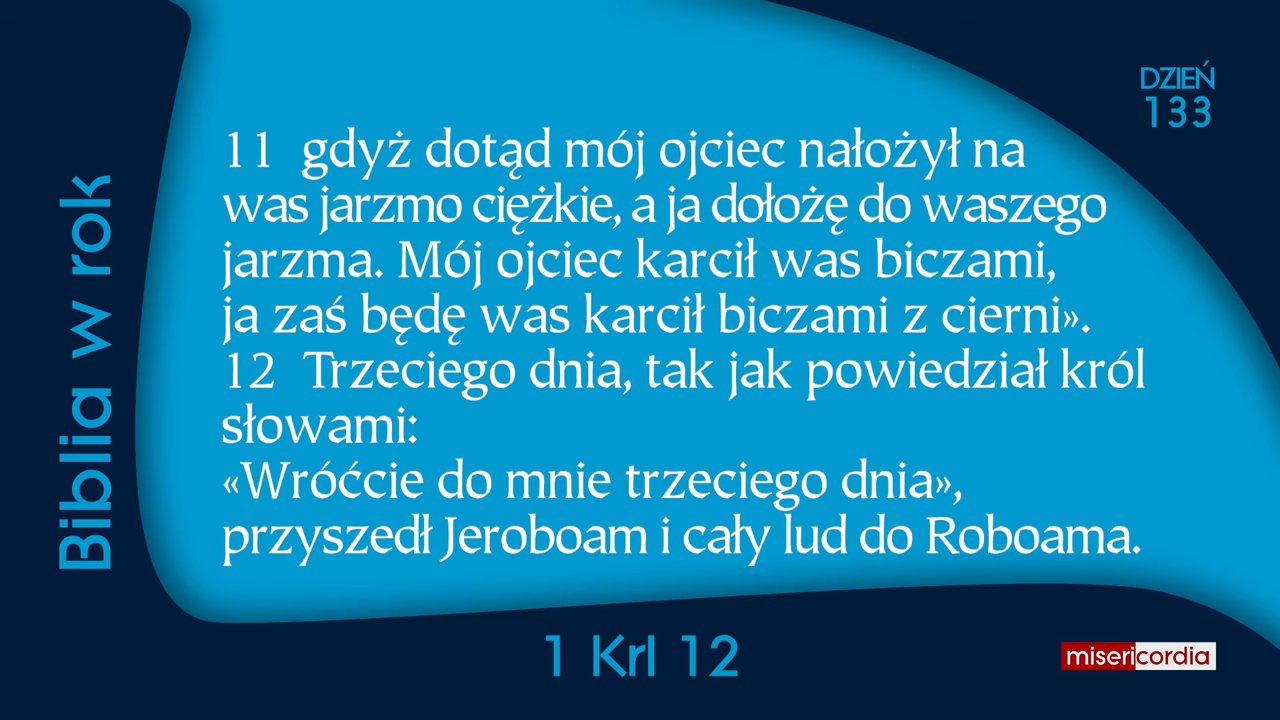 DZIEŃ
133
11 gdyż dotąd mój ojciec nałożył na
was jarzmo ciężkie, a ja dołożę do waszego
jarzma. Mój ojciec karcił was biczami,
ja zaś będę was karcił biczami z cierni».
12 Trzeciego dnia, tak jak powiedział król
słowami:
«Wróćcie do mnie trzeciego dnia»,
przyszedł Jeroboam i cały lud do Roboama.
Biblia w rok
1 Krl 12
misericordia